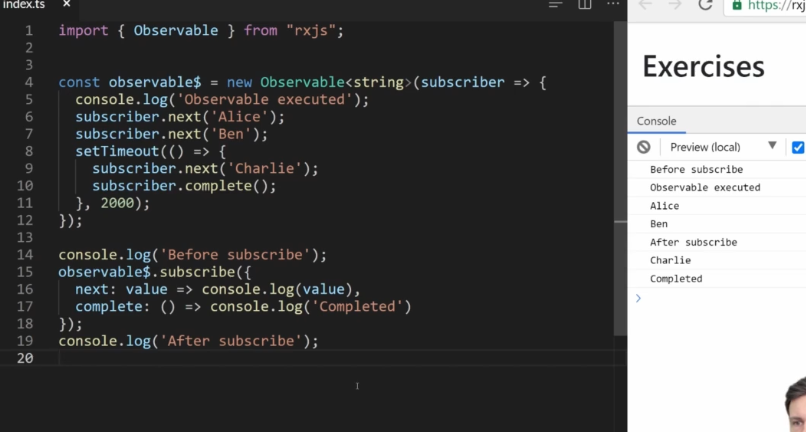 index.ts
import { Observable } from "rxjs";
const observable$ = new Observable<string>(subscriber => {
  console.log('Observable executed');
  subscriber.next('Alice');
  subscriber.next('Ben');
  setTimeout(() => {
    subscriber.next('Charlie');
    subscriber.complete();
  }, 2000);
});
console.log('Before subscribe');
observable$.subscribe({
  next: value => console.log(value),
  complete: () => console.log('Completed')
});
console.log('After subscribe');
1
2
3
4
5
6
7
8
9
10
11
12
13
14
15
16
17
18
19
20
https://rxj
Exercises
Console
Preview (local)
Before subscribe
Observable executed
Alice
Ben
After subscribe
Charlie
Completed